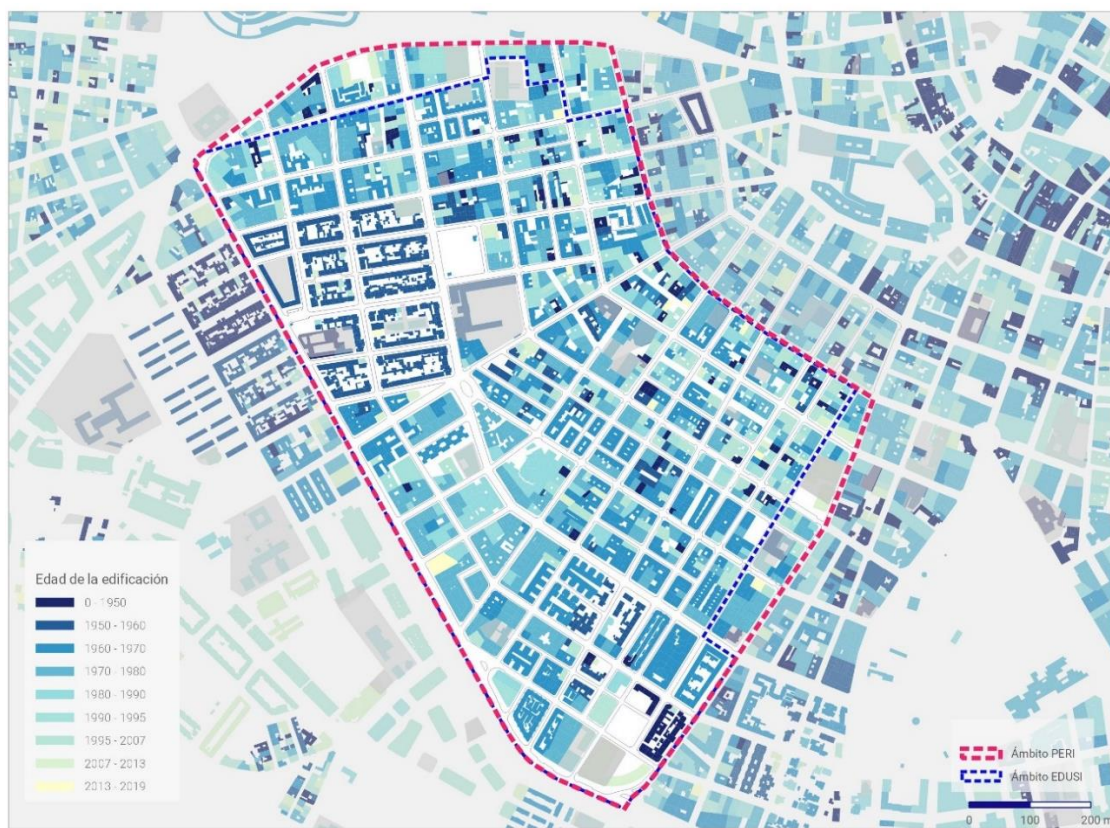 Edad de la edificación
0 - 1950
1950 - 1960
1960 - 1970
1970 - 1980
1980 - 1990
1990 - 1995
1995 - 2007
2007 - 2013
2013 - 2019
Ámbito PERI
Ámbito EDUSI
0 100 200 m